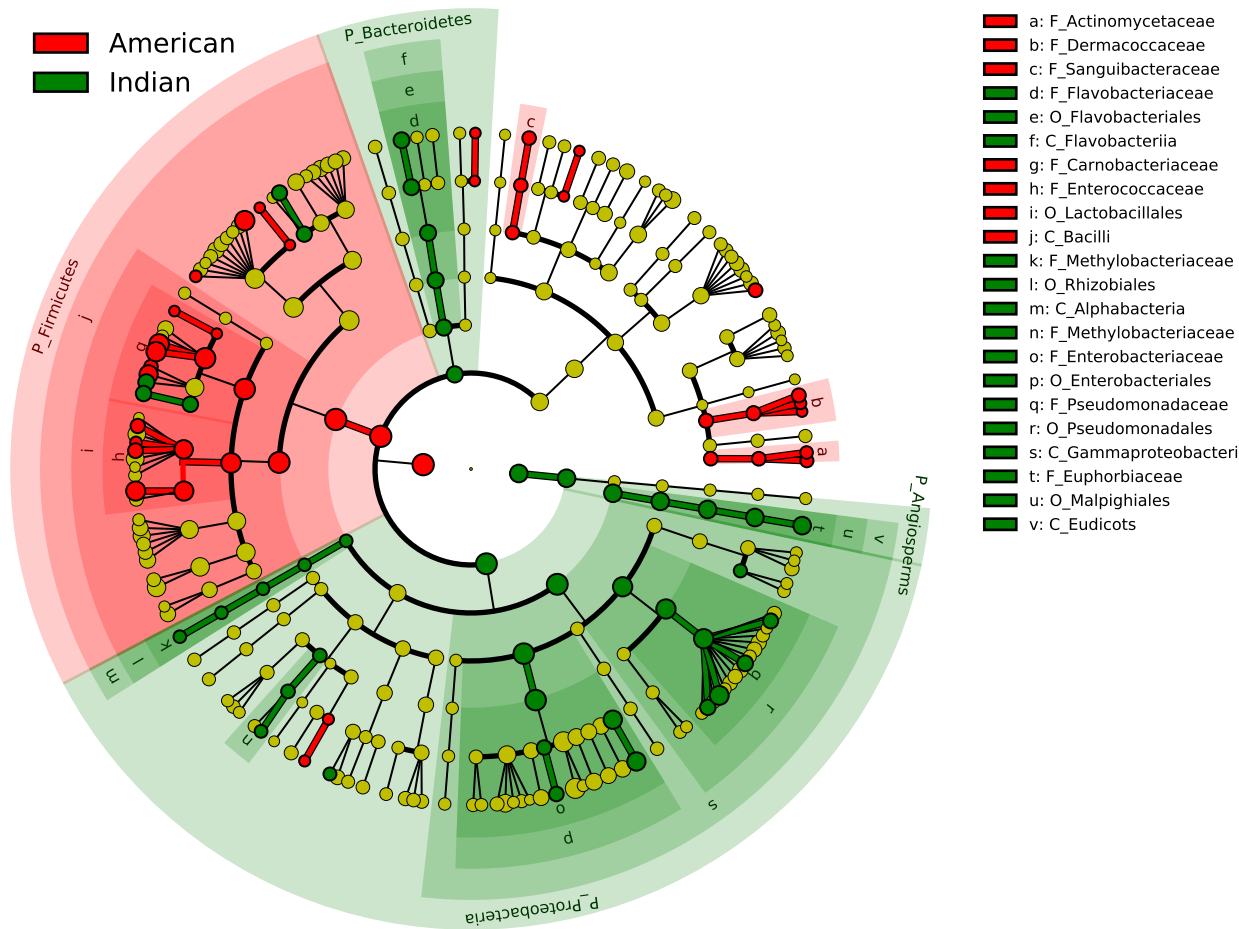 American
Indian
P_Bacteroidetes
f
e
d
c
b
a
P_Angiosperms
t
u
v
q
r
s
o
p
P_Proteobacteria
n
k
l
m
P_Firmicutes
j
i
h
g
a: F_Actinomycetaceae
b: F_Dermacoccaceae
c: F_Sanguibacteraceae
d: F_Flavobacteriaceae
e: O_Flavobacteriales
f: C_Flavobacteriia
g: F_Carnobacteriaceae
h: F_Enterococcaceae
i: O_Lactobacillales
j: C_Bacilli
k: F_Methylobacteriaceae
l: O_Rhizobiales
m: C_Alphabacteria
n: F_Methylobacteriaceae
o: F_Enterobacteriaceae
p: O_Enterobacteriales
q: F_Pseudomonadaceae
r: O_Pseudomonadales
s: C_Gammaproteobacteri
t: F_Euphorbiaceae
u: O_Malpighiales
v: C_Eudicots